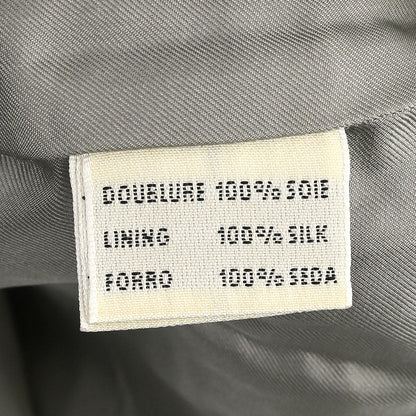 DOUBLURE 100% SOIE
LINING 100% SILK
FORRO 100% SEDA